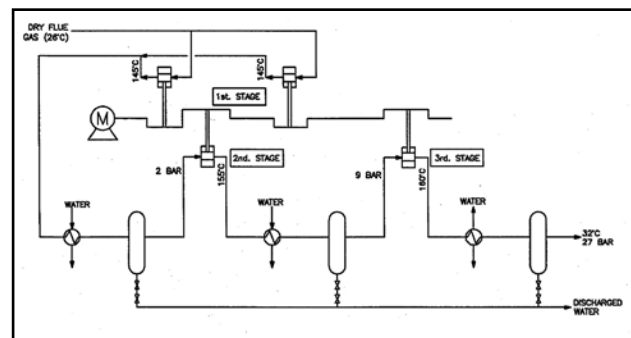 DRY FLUE
GAS (26°C)
145°C
145°C
1st. STAGE
M
2 BAR
155°C
2nd. STAGE
9 BAR
160°C
3rd. STAGE
WATER
WATER
WATER
32°C
27 BAR
DISCHARGED
WATER